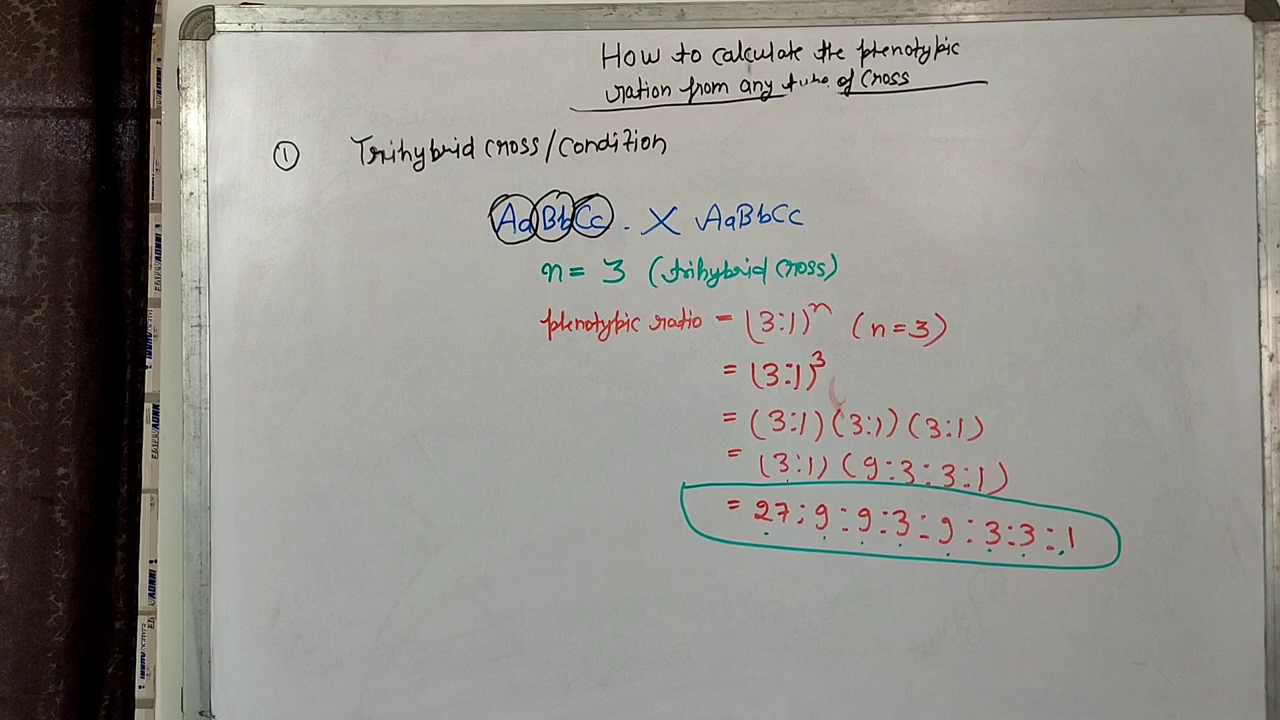 How to calculate the phenotypic
ration from any of Cross
① Trihybrid cross/condition
AaBbCc . X AaBbCc
n = 3 (trihybrid cross)
phenotypic ratio = (3:1)ⁿ (n=3)
= (3:1)³
= (3:1)(3:1)(3:1)
= (3:1)(9:3:3:1)
= 27:9:9:3:9:3:3:1